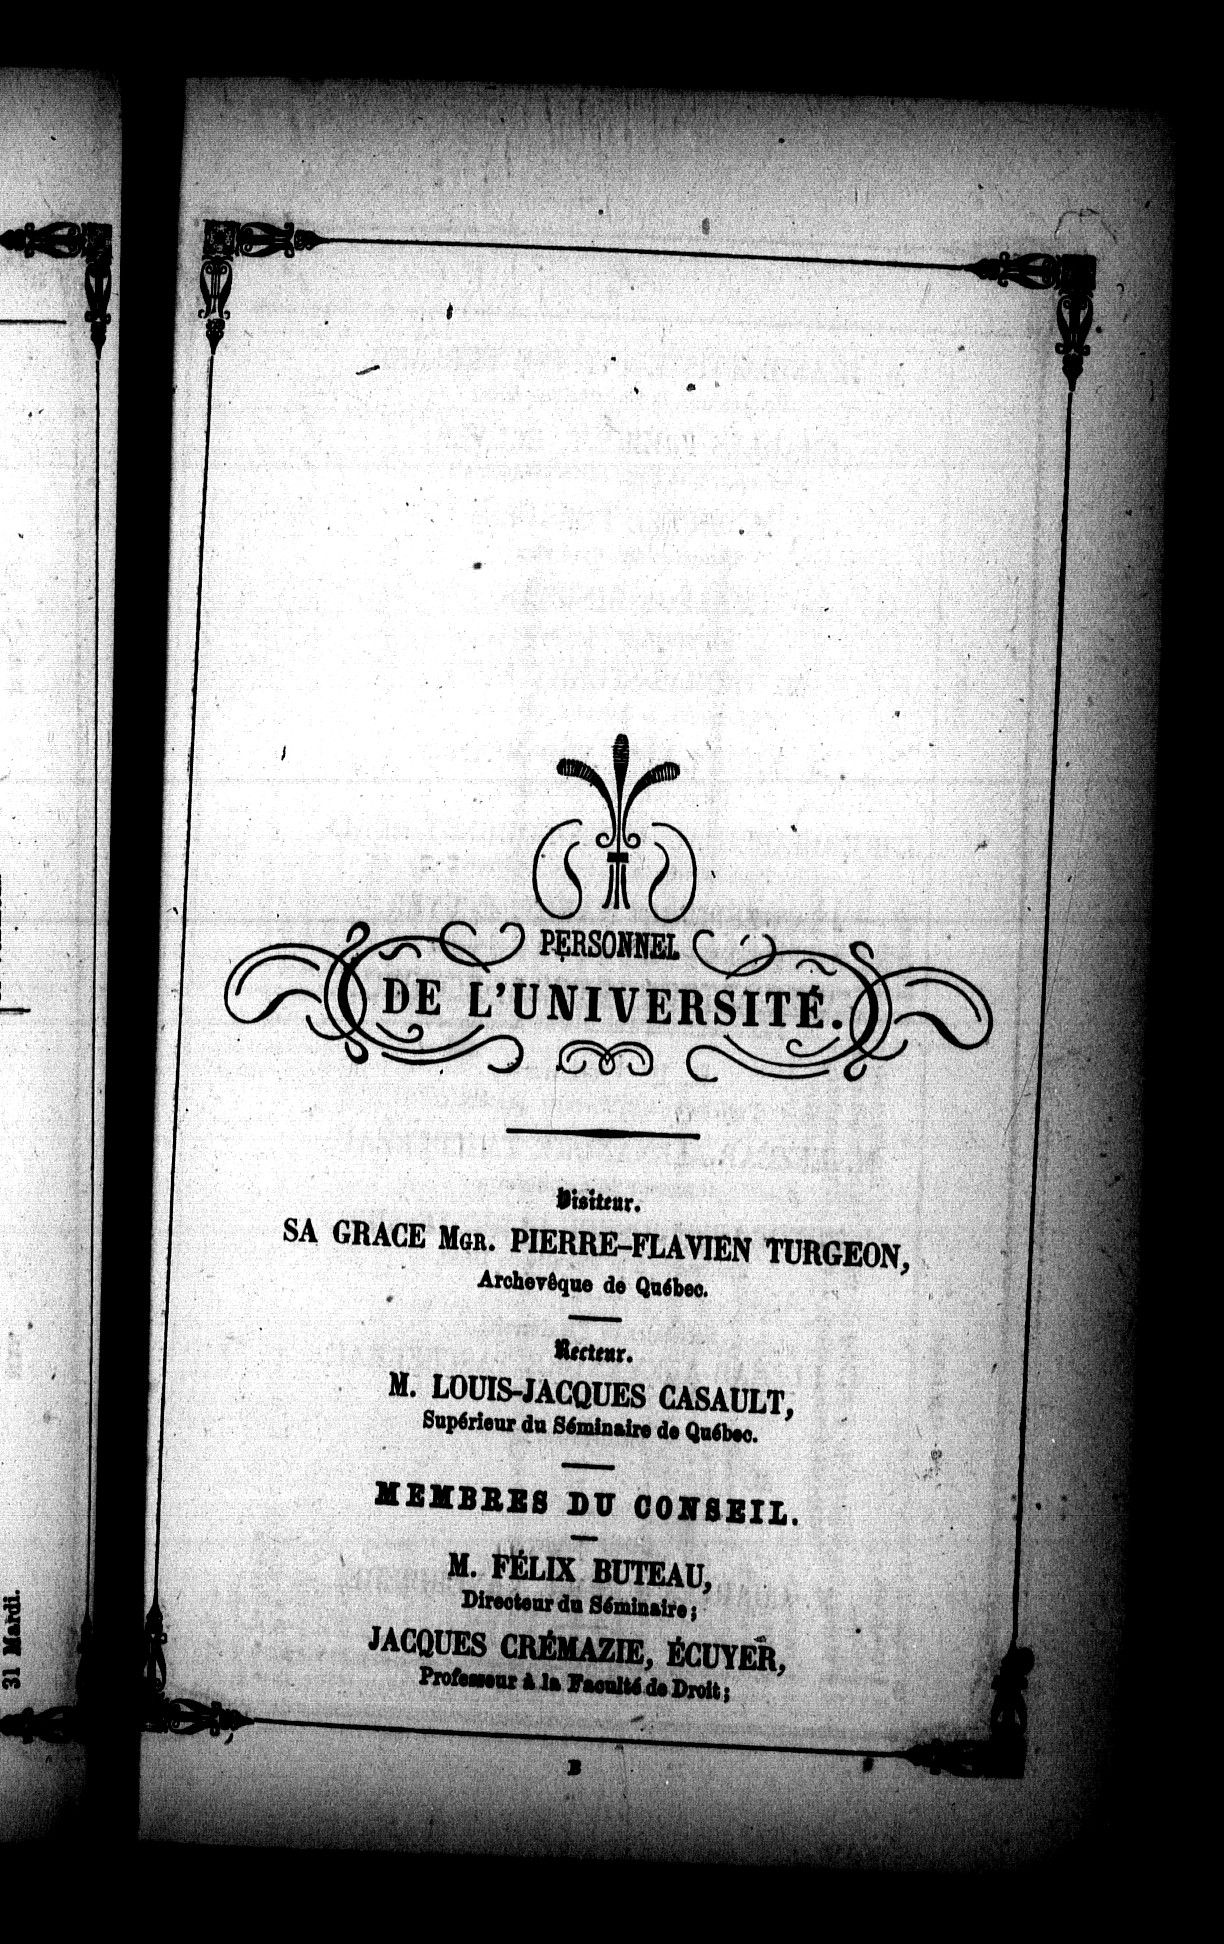 31 Mardi.
PERSONNEL
DE L'UNIVERSITÉ.
Visiteur.
SA GRACE MGR. PIERRE-FLAVIEN TURGEON,
Archevêque de Québec.
Recteur.
M. LOUIS-JACQUES CASAULT,
Supérieur du Séminaire de Québec.
MEMBRES DU CONSEIL.
M. FÉLIX BUTEAU,
Directeur du Séminaire;
JACQUES CRÉMAZIE, ÉCUYER,
Professeur à la Faculté de Droit;
B